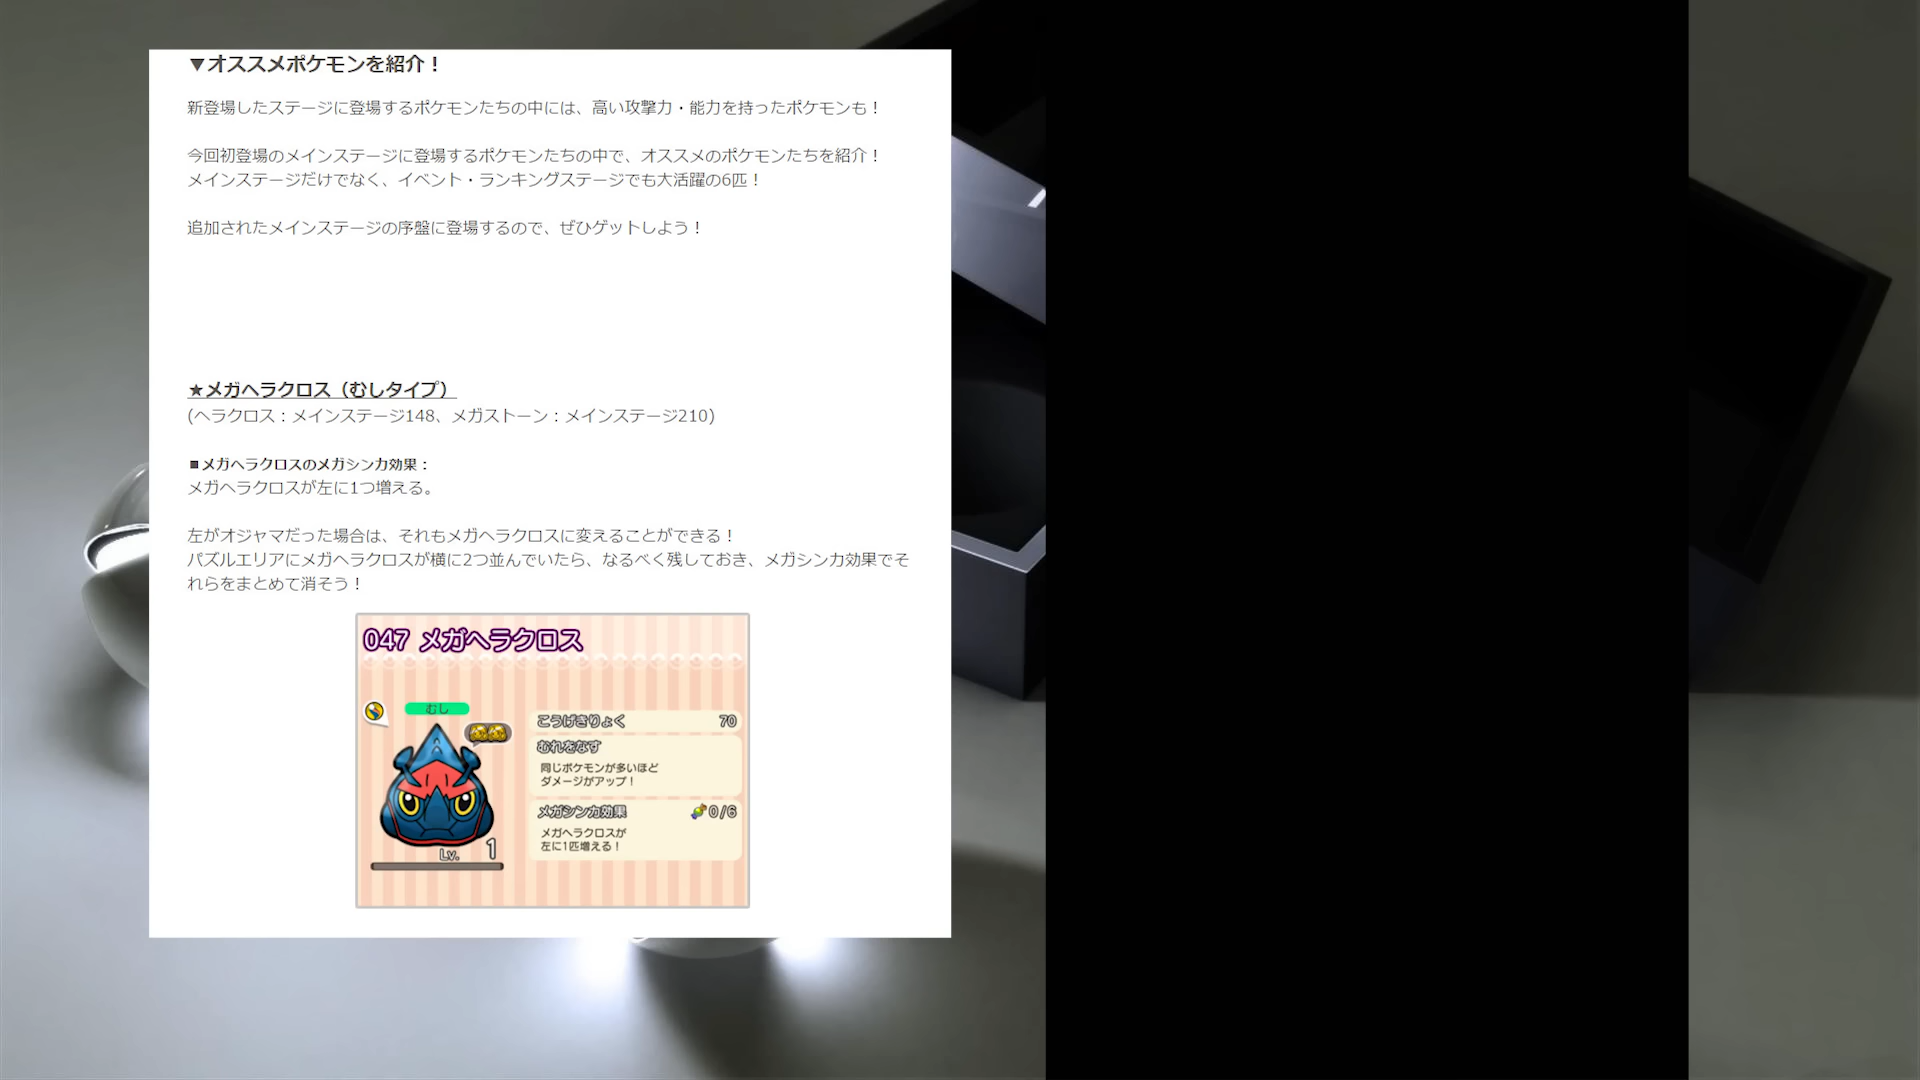 ▼オススメポケモンを紹介！
新登場したステージに登場するポケモンたちの中には、高い攻撃力・能力を持ったポケモンも！
今回初登場のメインステージに登場するポケモンたちの中で、オススメのポケモンたちを紹介！
メインステージだけでなく、イベント・ランキングステージでも大活躍の6匹！
追加されたメインステージの序盤に登場するので、ぜひゲットしよう！
★メガヘラクロス（むしタイプ）
(ヘラクロス：メインステージ148、メガストーン：メインステージ210)
■メガヘラクロスのメガシンカ効果：
メガヘラクロスが左に1つ増える。
左がオジャマだった場合は、それもメガヘラクロスに変えることができる！
パズルエリアにメガヘラクロスが横に2つ並んでいたら、なるべく残しておき、メガシンカ効果でそ
れらをまとめて消そう！
047 メガヘラクロス
むし
こうげきりょく 70
むれをなす
同じポケモンが多いほど
ダメージがアップ！
メガシンカ効果 0/6
メガヘラクロスが
左に1匹増える！
Lv. 1